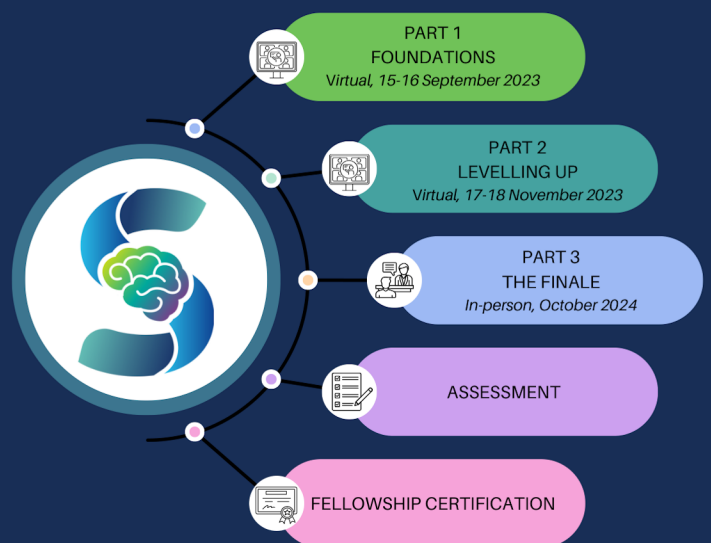 PART 1
FOUNDATIONS
Virtual, 15-16 September 2023
PART 2
LEVELLING UP
Virtual, 17-18 November 2023
PART 3
THE FINALE
In-person, October 2024
ASSESSMENT
FELLOWSHIP CERTIFICATION